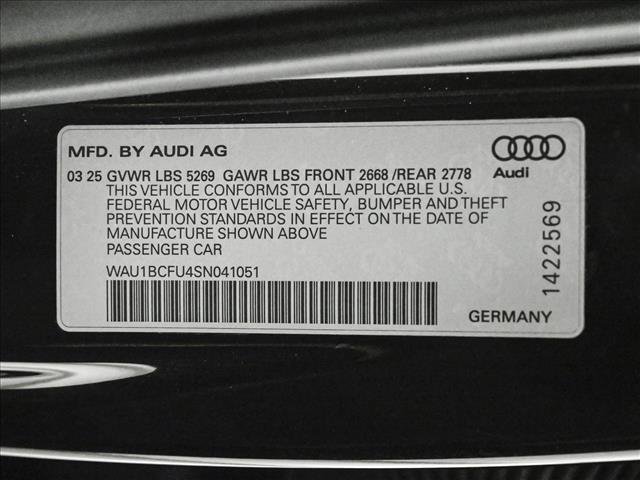 MFD. BY AUDI AG
Audi
03 25 GVWR LBS 5269 GAWR LBS FRONT 2668 /REAR 2778
THIS VEHICLE CONFORMS TO ALL APPLICABLE U.S.
FEDERAL MOTOR VEHICLE SAFETY, BUMPER AND THEFT
PREVENTION STANDARDS IN EFFECT ON THE DATE OF
MANUFACTURE SHOWN ABOVE
PASSENGER CAR
WAU1BCFU4SN041051
1422569
GERMANY